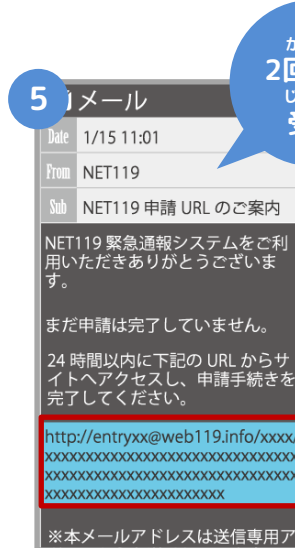 2回
5
メール
Date 1/15 11:01
From NET119
Sub NET119 申請 URL のご案内
NET119 緊急通報システムをご利
用いただきありがとうございま
す。
まだ申請は完了していません。
24 時間以内に下記の URL からサ
イトへアクセスし、申請手続きを
完了してください。
http://entryxx@web119.info/xxxx/
xxxxxxxxxxxxxxxxxxxxxxxxxxxxx
xxxxxxxxxxxxxxxxxxxxxxxxxxxxx
xxxxxxxxxxxxxxxxxxxxx
※本メールアドレスは送信専用ア